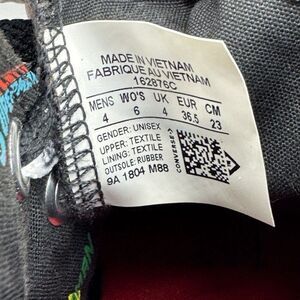 MADE IN VIETNAM
FABRIQUE AU VIETNAM
162876C
MENS WO'S UK EUR CM
4 6 4 36.5 23
GENDER: UNISEX
UPPER: TEXTILE
LINING: TEXTILE
OUTSOLE: RUBBER
9A 1804 M88
CONVERSE